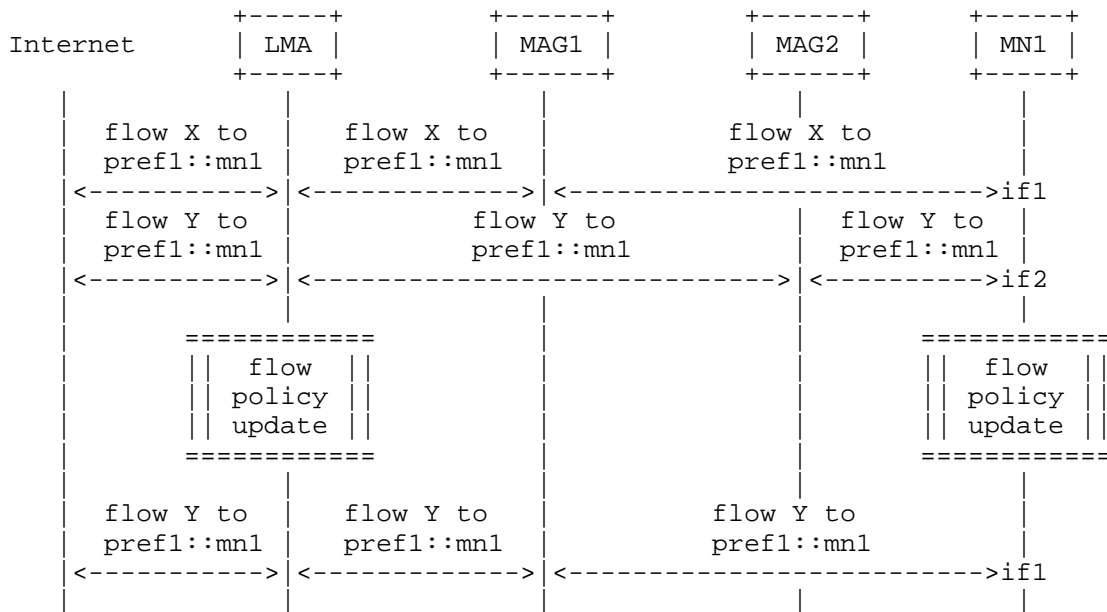 Internet | LMA | | MAG1 | | MAG2 | | MN1 |
flow X to flow X to flow X to
pref1::mn1 pref1::mn1 pref1::mn1
<----------->|<------------->|<-------------------------->if1
flow Y to flow Y to flow Y to
pref1::mn1 pref1::mn1 pref1::mn1
<----------->|<------------------------------>|<---------->if2
============ ============
|| flow || || flow ||
|| policy || || policy ||
|| update || || update ||
============ ============
flow Y to flow Y to flow Y to
pref1::mn1 pref1::mn1 pref1::mn1
<----------->|<------------->|<-------------------------->if1